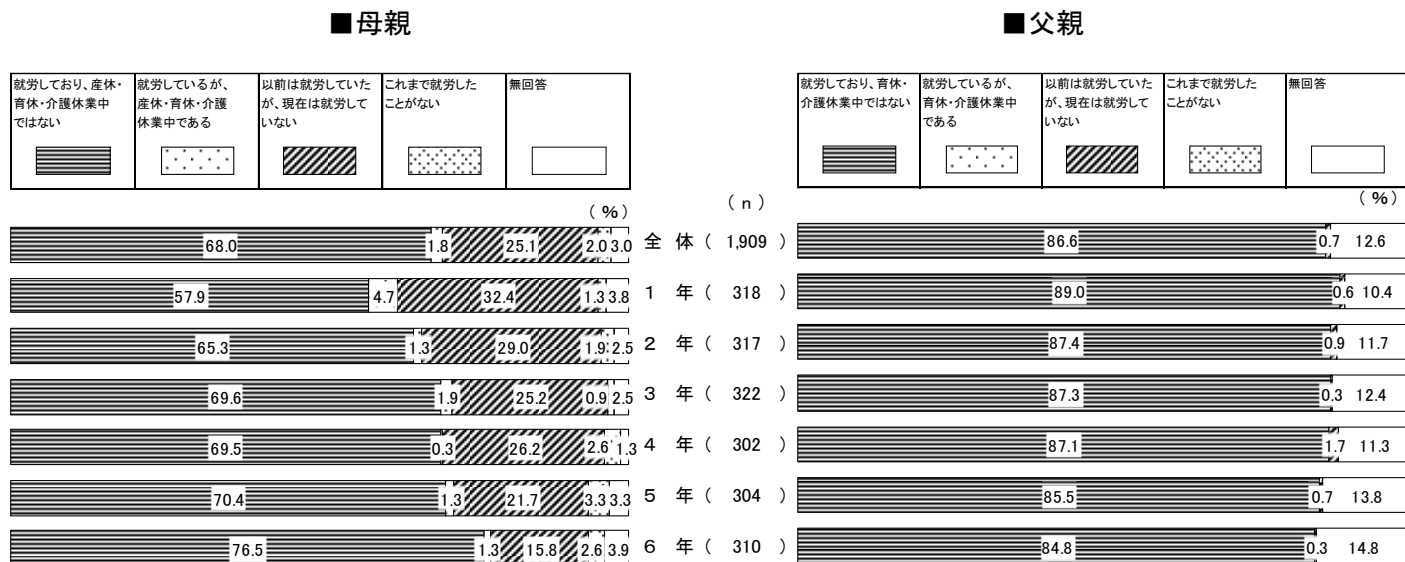 ■母親
■父親
就労しており、産休・
育休・介護休業中
ではない
就労しているが、
産休・育休・介護
休業中である
以前は就労していた
が、現在は就労して
いない
これまで就労した
ことがない
無回答
就労しており、育休・
介護休業中ではない
就労しているが、
育休・介護休業中
である
以前は就労していた
が、現在は就労して
いない
これまで就労した
ことがない
無回答
(%)
(n)
(%)
68.0 1.8 25.1 2.0 3.0 全 体 ( 1,909 ) 86.6 0.7 12.6
57.9 4.7 32.4 1.3 3.8 1 年 ( 318 ) 89.0 0.6 10.4
65.3 1.3 29.0 1.9 2.5 2 年 ( 317 ) 87.4 0.9 11.7
69.6 1.9 25.2 0.9 2.5 3 年 ( 322 ) 87.3 0.3 12.4
69.5 0.3 26.2 2.6 1.3 4 年 ( 302 ) 87.1 1.7 11.3
70.4 1.3 21.7 3.3 3.3 5 年 ( 304 ) 85.5 0.7 13.8
76.5 1.3 15.8 2.6 3.9 6 年 ( 310 ) 84.8 0.3 14.8